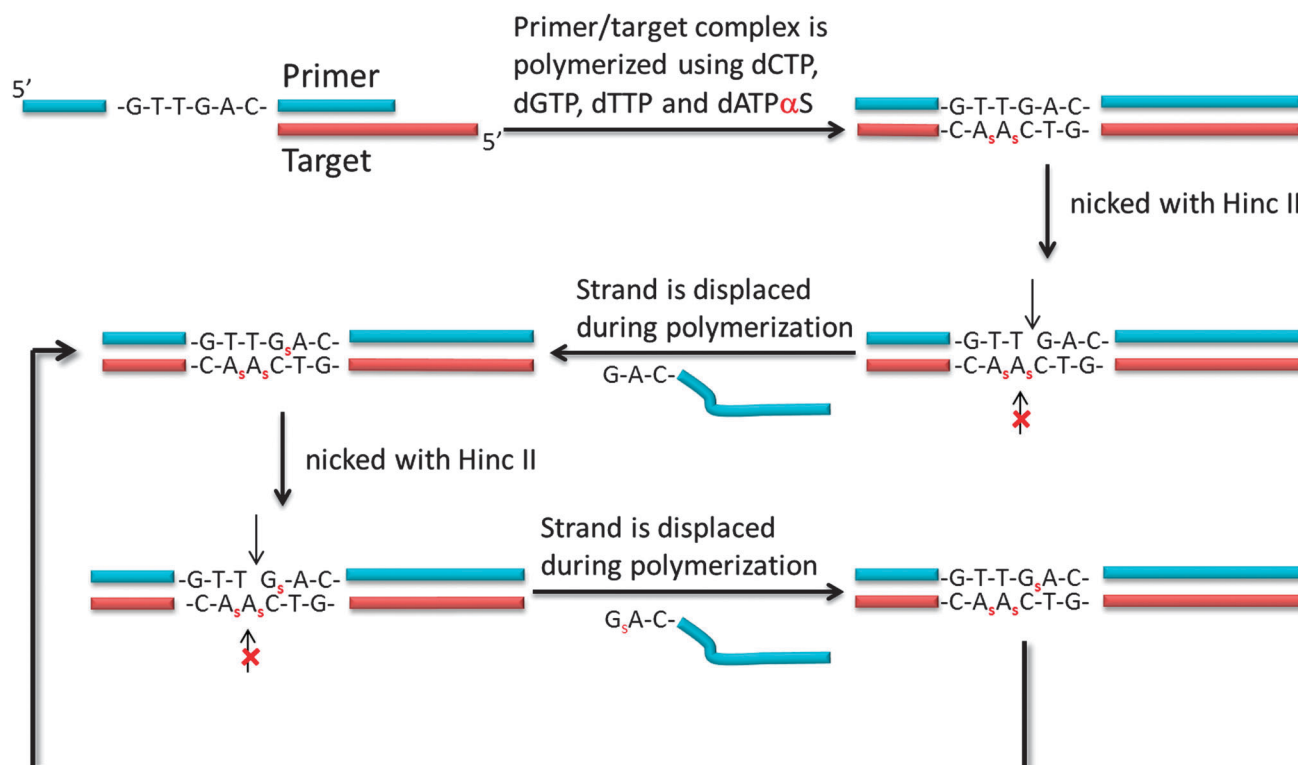 Primer/target complex is
polymerized using dCTP,
dGTP, dTTP and dATPαS
5’
Primer
-G-T-T-G-A-C-
Target
5’
-G-T-T-G-A-C-
-C-AsAsC-T-G-
nicked with Hinc II
Strand is displaced
during polymerization
-G-T-T-GsA-C-
-C-AsAsC-T-G-
G-A-C-
-G-T-T G-A-C-
-C-AsAsC-T-G-
nicked with Hinc II
Strand is displaced
during polymerization
-G-T-T GsA-C-
-C-AsAsC-T-G-
GsA-C-
-G-T-T-GsA-C-
-C-AsAsC-T-G-